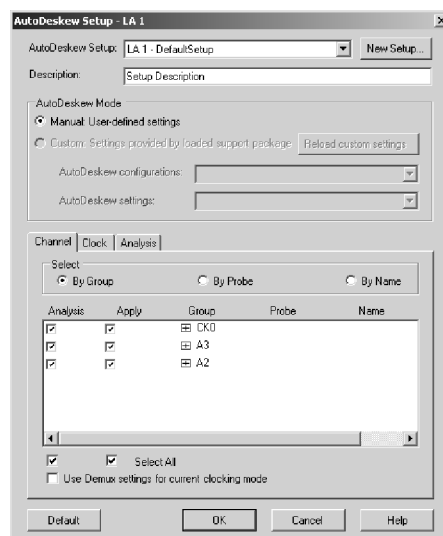 AutoDeskew Setup - LA 1
AutoDeskew Setup: LA 1 - DefaultSetup New Setup...
Description: Setup Description
AutoDeskew Mode
Manual: User-defined settings
Custom: Settings provided by loaded support package Reload custom settings
AutoDeskew configurations:
AutoDeskew settings:
Channel Clock Analysis
Select
By Group By Probe By Name
Analysis Apply Group Probe Name
CK0
A3
A2
Select All
Use Demux settings for current clocking mode
Default OK Cancel Help